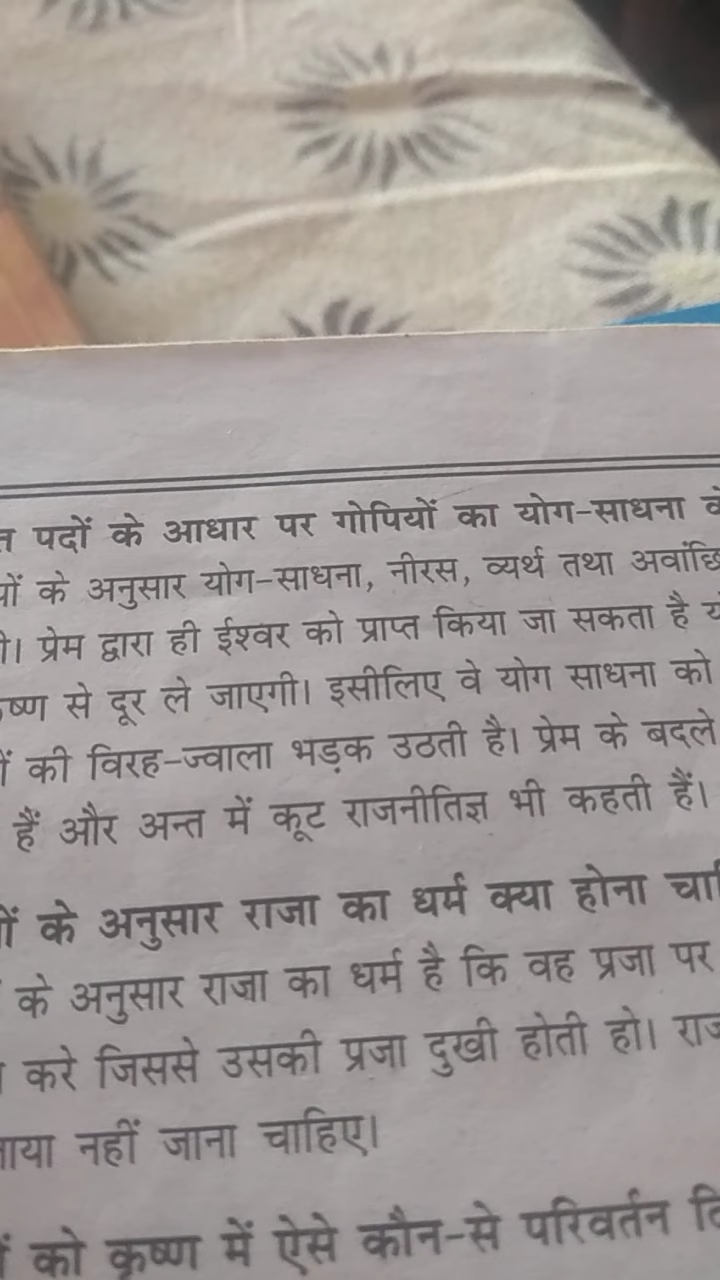 पदों के आधार पर गोपियों का योग-साधना
के अनुसार योग-साधना, नीरस, व्यर्थ तथा
प्रेम द्वारा ही ईश्वर को प्राप्त किया जा सकता है
से दूर ले जाएगी। इसीलिए वे योग साधना को
की विरह-ज्वाला भड़क उठती है। प्रेम के बदले
हैं और अन्त में कूट राजनीतिज्ञ भी कहती हैं।
के अनुसार राजा का धर्म क्या होना
के अनुसार राजा का धर्म है कि वह प्रजा पर
करे जिससे उसकी प्रजा दुखी होती हो।
नहीं जाना चाहिए।
को कृष्ण में ऐसे कौन-से परिवर्तन